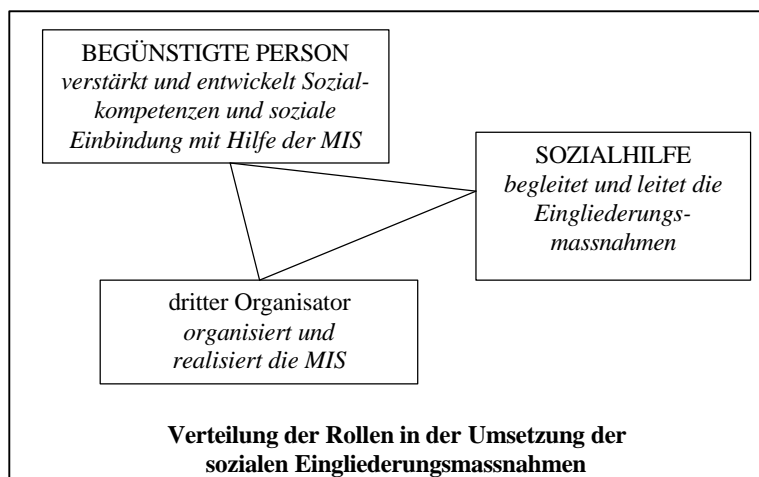 BEGÜNSTIGTE PERSON
verstärkt und entwickelt Sozial-
kompetenzen und soziale
Einbindung mit Hilfe der MIS
SOZIALHILFE
begleitet und leitet die
Eingliederungs-
massnahmen
dritter Organisator
organisiert und
realisiert die MIS
Verteilung der Rollen in der Umsetzung der
sozialen Eingliederungsmassnahmen